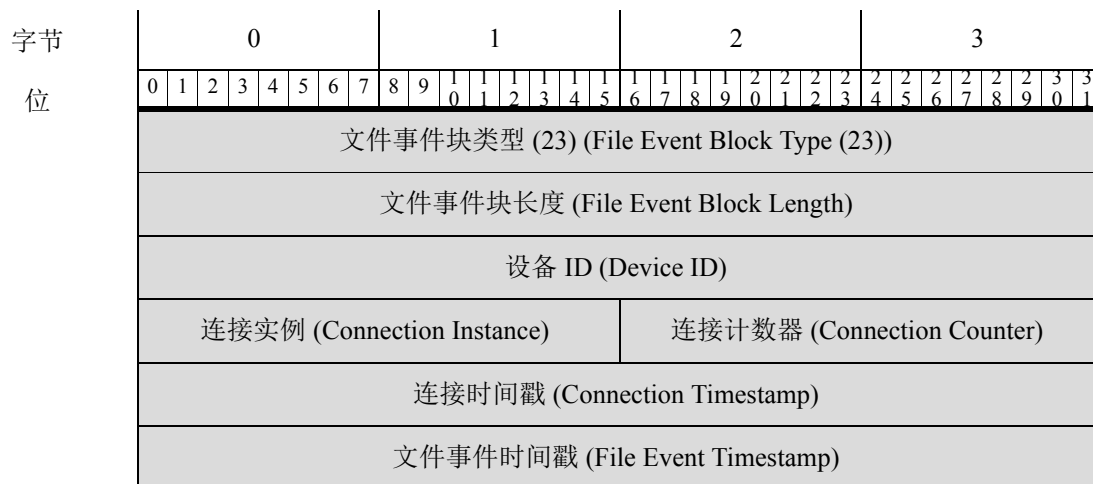 字节 0 1 2 3
位 0 1 2 3 4 5 6 7 8 9 10 11 12 13 14 15 16 17 18 19 20 21 22 23 24 25 26 27 28 29 30 31
文件事件块类型 (23) (File Event Block Type (23))
文件事件块长度 (File Event Block Length)
设备 ID (Device ID)
连接实例 (Connection Instance) 连接计数器 (Connection Counter)
连接时间戳 (Connection Timestamp)
文件事件时间戳 (File Event Timestamp)